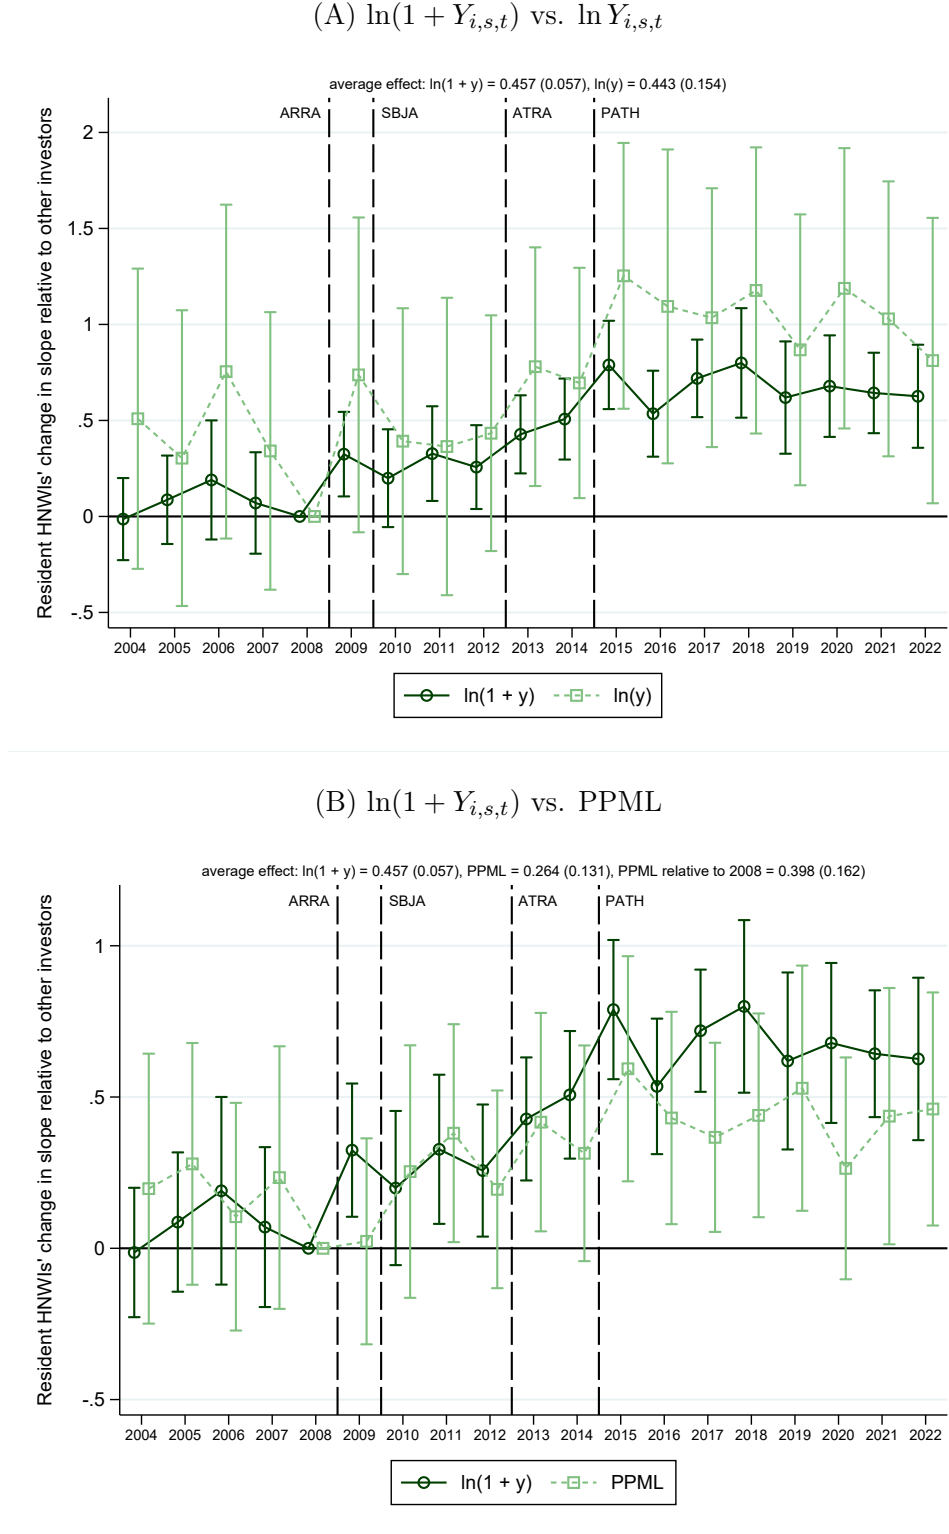 (A) ln(1 + Y_{i,s,t}) vs. ln Y_{i,s,t}
average effect: ln(1 + y) = 0.457 (0.057), ln(y) = 0.443 (0.154)
ARRA SBJA ATRA PATH
Resident HNWIs' change in slope relative to other investors
2
1.5
1
.5
0
-.5
2004 2005 2006 2007 2008 2009 2010 2011 2012 2013 2014 2015 2016 2017 2018 2019 2020 2021 2022
ln(1 + y) ln(y)
(B) ln(1 + Y_{i,s,t}) vs. PPML
average effect: ln(1 + y) = 0.457 (0.057), PPML = 0.264 (0.131), PPML relative to 2008 = 0.398 (0.162)
ARRA SBJA ATRA PATH
Resident HNWIs' change in slope relative to other investors
1
.5
0
-.5
2004 2005 2006 2007 2008 2009 2010 2011 2012 2013 2014 2015 2016 2017 2018 2019 2020 2021 2022
ln(1 + y) PPML